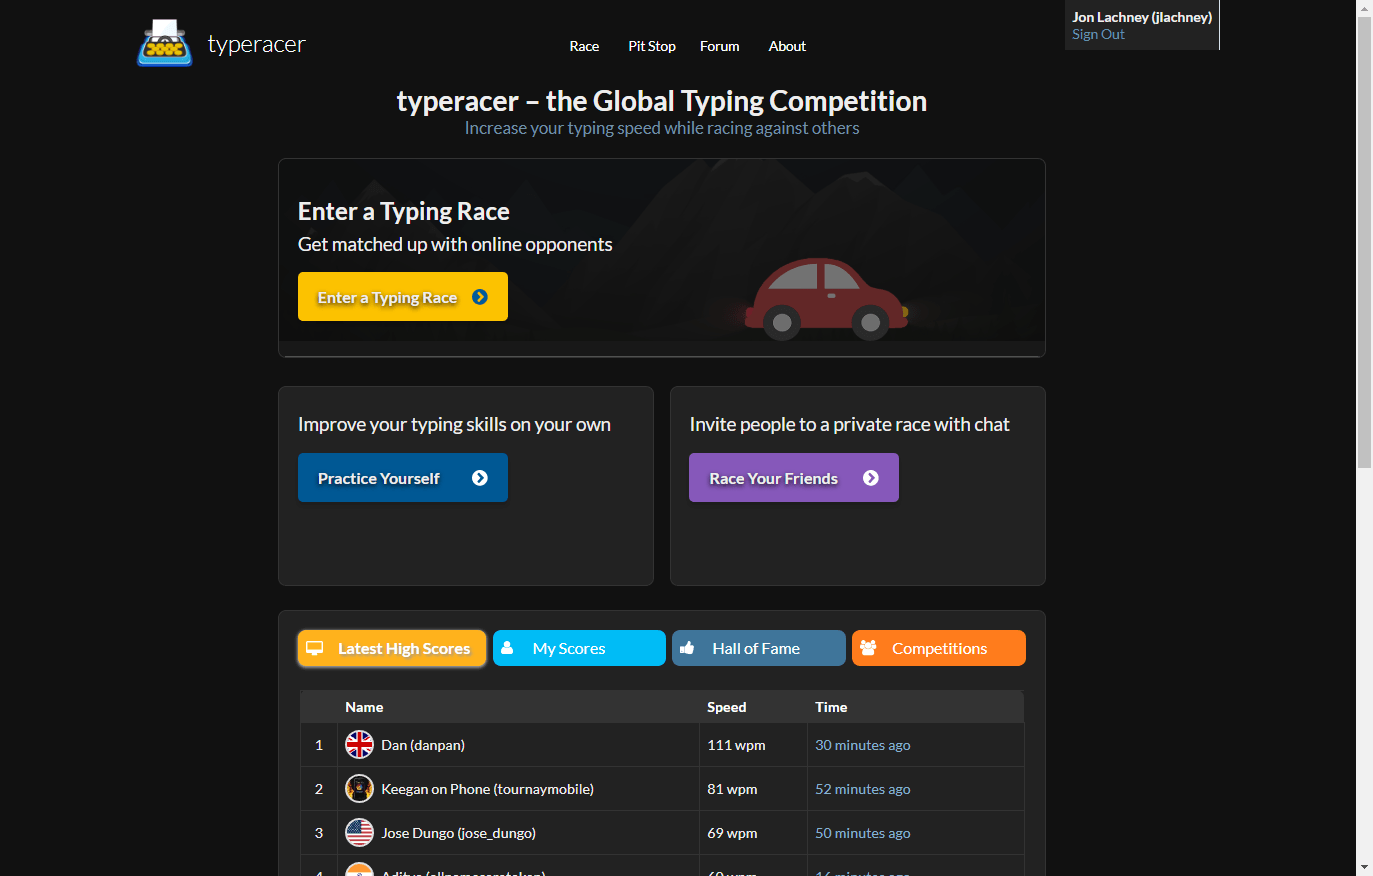 typeracer
Race Pit Stop Forum About
Jon Lachney (jlachney)
Sign Out
typeracer – the Global Typing Competition
Increase your typing speed while racing against others
Enter a Typing Race
Get matched up with online opponents
Enter a Typing Race
Improve your typing skills on your own
Practice Yourself
Invite people to a private race with chat
Race Your Friends
Latest High Scores My Scores Hall of Fame Competitions
Name Speed Time
1 Dan (danpan) 111 wpm 30 minutes ago
2 Keegan on Phone (tournaymobile) 81 wpm 52 minutes ago
3 Jose Dungo (jose_dungo) 69 wpm 50 minutes ago